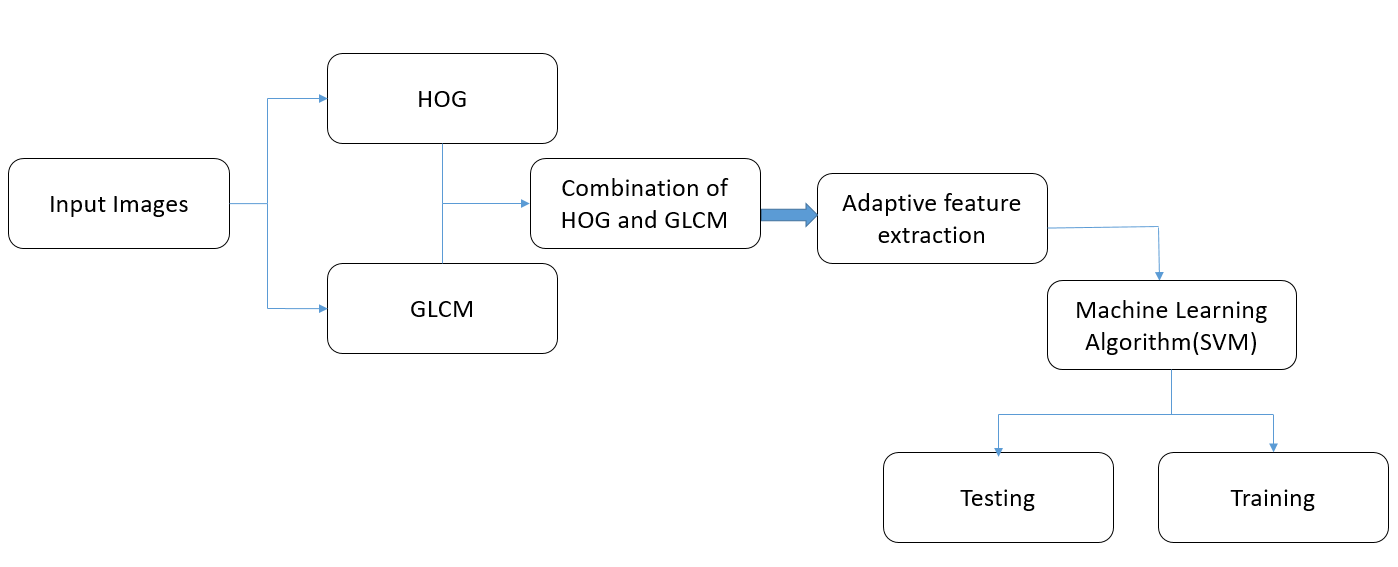 Input Images
HOG
GLCM
Combination of
HOG and GLCM
Adaptive feature
extraction
Machine Learning
Algorithm(SVM)
Testing
Training